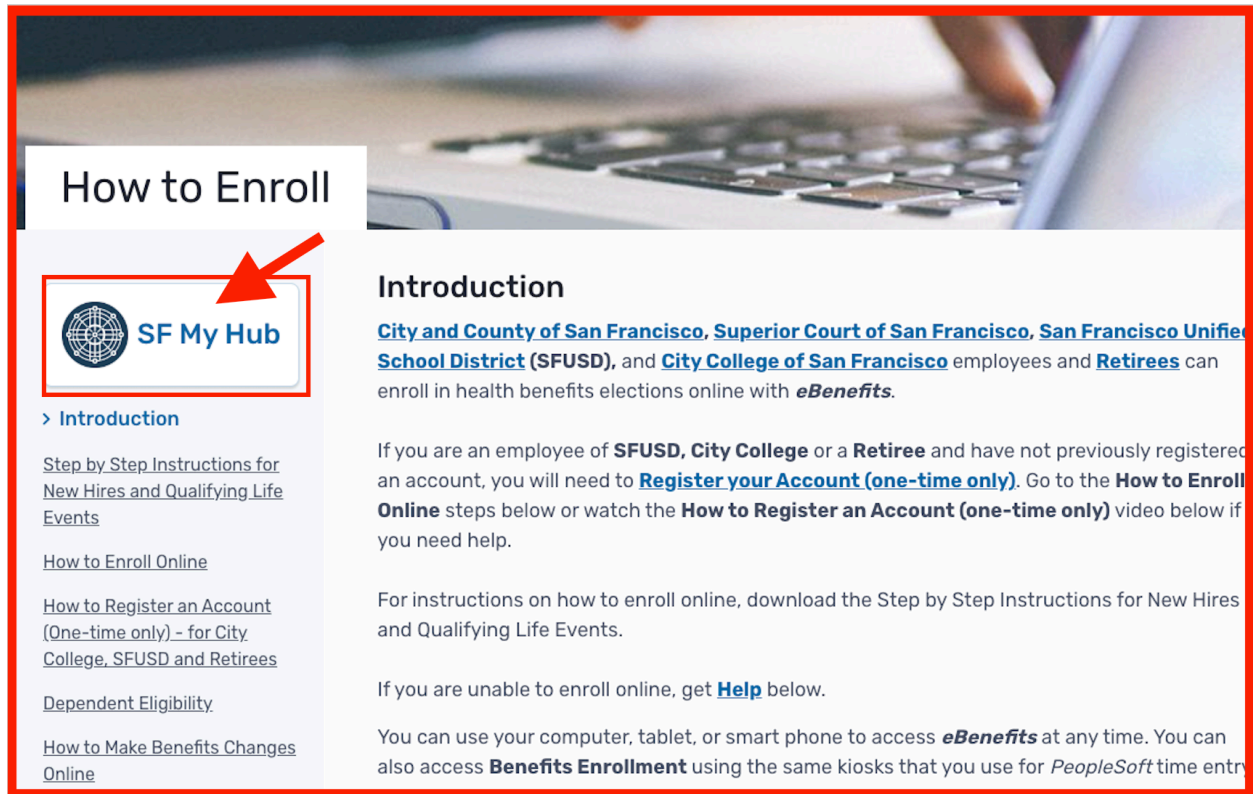 How to Enroll
SF My Hub
> Introduction
Step by Step Instructions for
New Hires and Qualifying Life
Events
How to Enroll Online
How to Register an Account
(One-time only) - for City
College, SFUSD and Retirees
Dependent Eligibility
How to Make Benefits Changes
Online
Introduction
City and County of San Francisco, Superior Court of San Francisco, San Francisco Unified
School District (SFUSD), and City College of San Francisco employees and Retirees can
enroll in health benefits elections online with eBenefits.
If you are an employee of SFUSD, City College or a Retiree and have not previously registered
an account, you will need to Register your Account (one-time only). Go to the How to Enroll
Online steps below or watch the How to Register an Account (one-time only) video below if
you need help.
For instructions on how to enroll online, download the Step by Step Instructions for New Hires
and Qualifying Life Events.
If you are unable to enroll online, get Help below.
You can use your computer, tablet, or smart phone to access eBenefits at any time. You can
also access Benefits Enrollment using the same kiosks that you use for PeopleSoft time entry